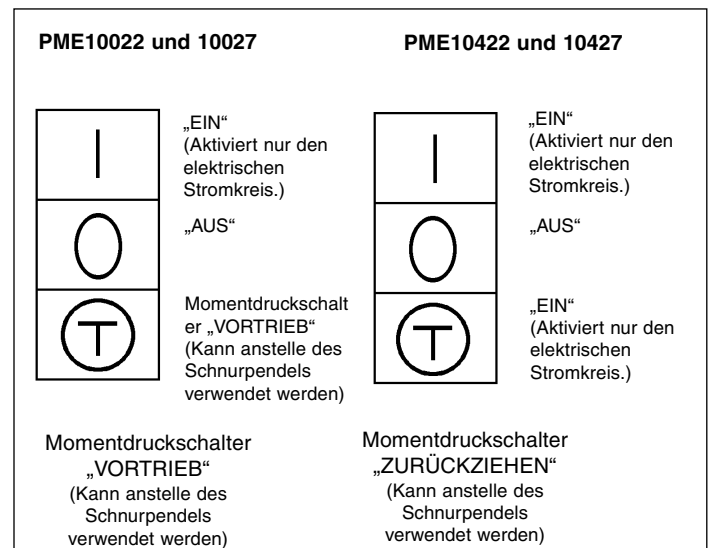 PME10022 und 10027
„EIN“
(Aktiviert nur den
elektrischen
Stromkreis.)
„AUS“
Momentdruckschalt
er „VORTRIEB“
(Kann anstelle des
Schnurpendels
verwendet werden)
Momentdruckschalter
„VORTRIEB“
(Kann anstelle des
Schnurpendels
verwendet werden)
PME10422 und 10427
„EIN“
(Aktiviert nur den
elektrischen
Stromkreis.)
„AUS“
„EIN“
(Aktiviert nur den
elektrischen
Stromkreis.)
Momentdruckschalter
„ZURÜCKZIEHEN“
(Kann anstelle des
Schnurpendels
verwendet werden)